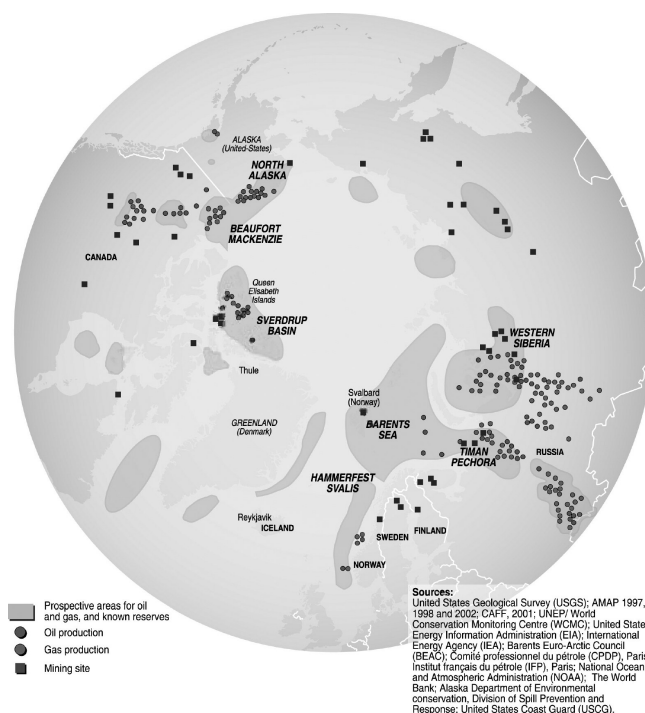 ALASKA
(United-States)
NORTH
ALASKA
BEAUFORT
MACKENZIE
CANADA
Queen
Elisabeth
Islands
SVERDRUP
BASIN
WESTERN
SIBERIA
Thule
Svalbard
(Norway)
BARENTS
SEA
GREENLAND
(Denmark)
TIMAN
PECHORA
RUSSIA
HAMMERFEST
SVALIS
Reykjavik
ICELAND
SWEDEN
FINLAND
NORWAY
Prospective areas for oil
and gas, and known reserves
Oil production
Gas production
Mining site
Sources:
United States Geological Survey (USGS); AMAP 1997,
1998 and 2002; CAFF, 2001; UNEP/ World
Conservation Monitoring Centre (WCMC); United State
Energy Information Administration (EIA); International
Energy Agency (IEA); Barents Euro-Arctic Council
(BEAC); Comité professionnel du pétrole (CPDP), Paris
Institut français du pétrole (IFP), Paris; National Ocean
and Atmospheric Administration (NOAA); The World
Bank; Alaska Department of Environmental
conservation, Division of Spill Prevention and
Response; United States Coast Guard (USCG).